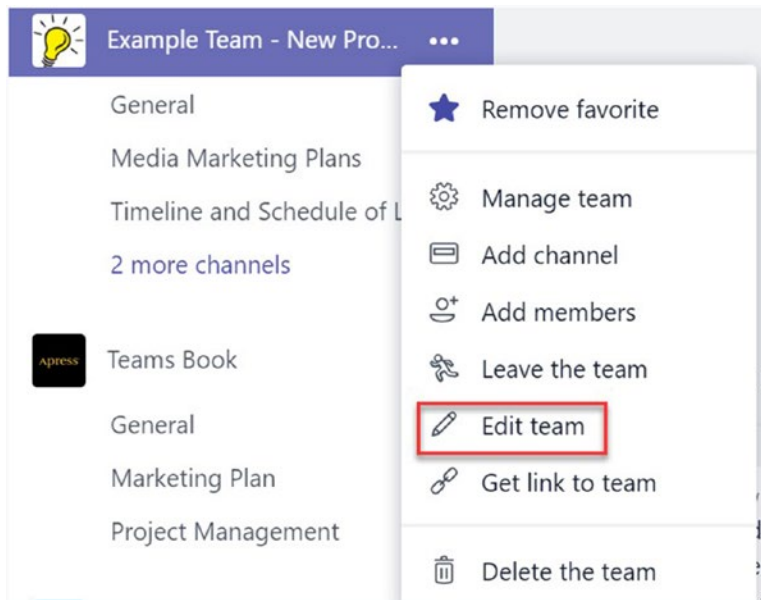 Example Team - New Pro... •••
General
Media Marketing Plans
Timeline and Schedule of L
2 more channels
Apress
Teams Book
General
Marketing Plan
Project Management
Remove favorite
Manage team
Add channel
Add members
Leave the team
Edit team
Get link to team
Delete the team